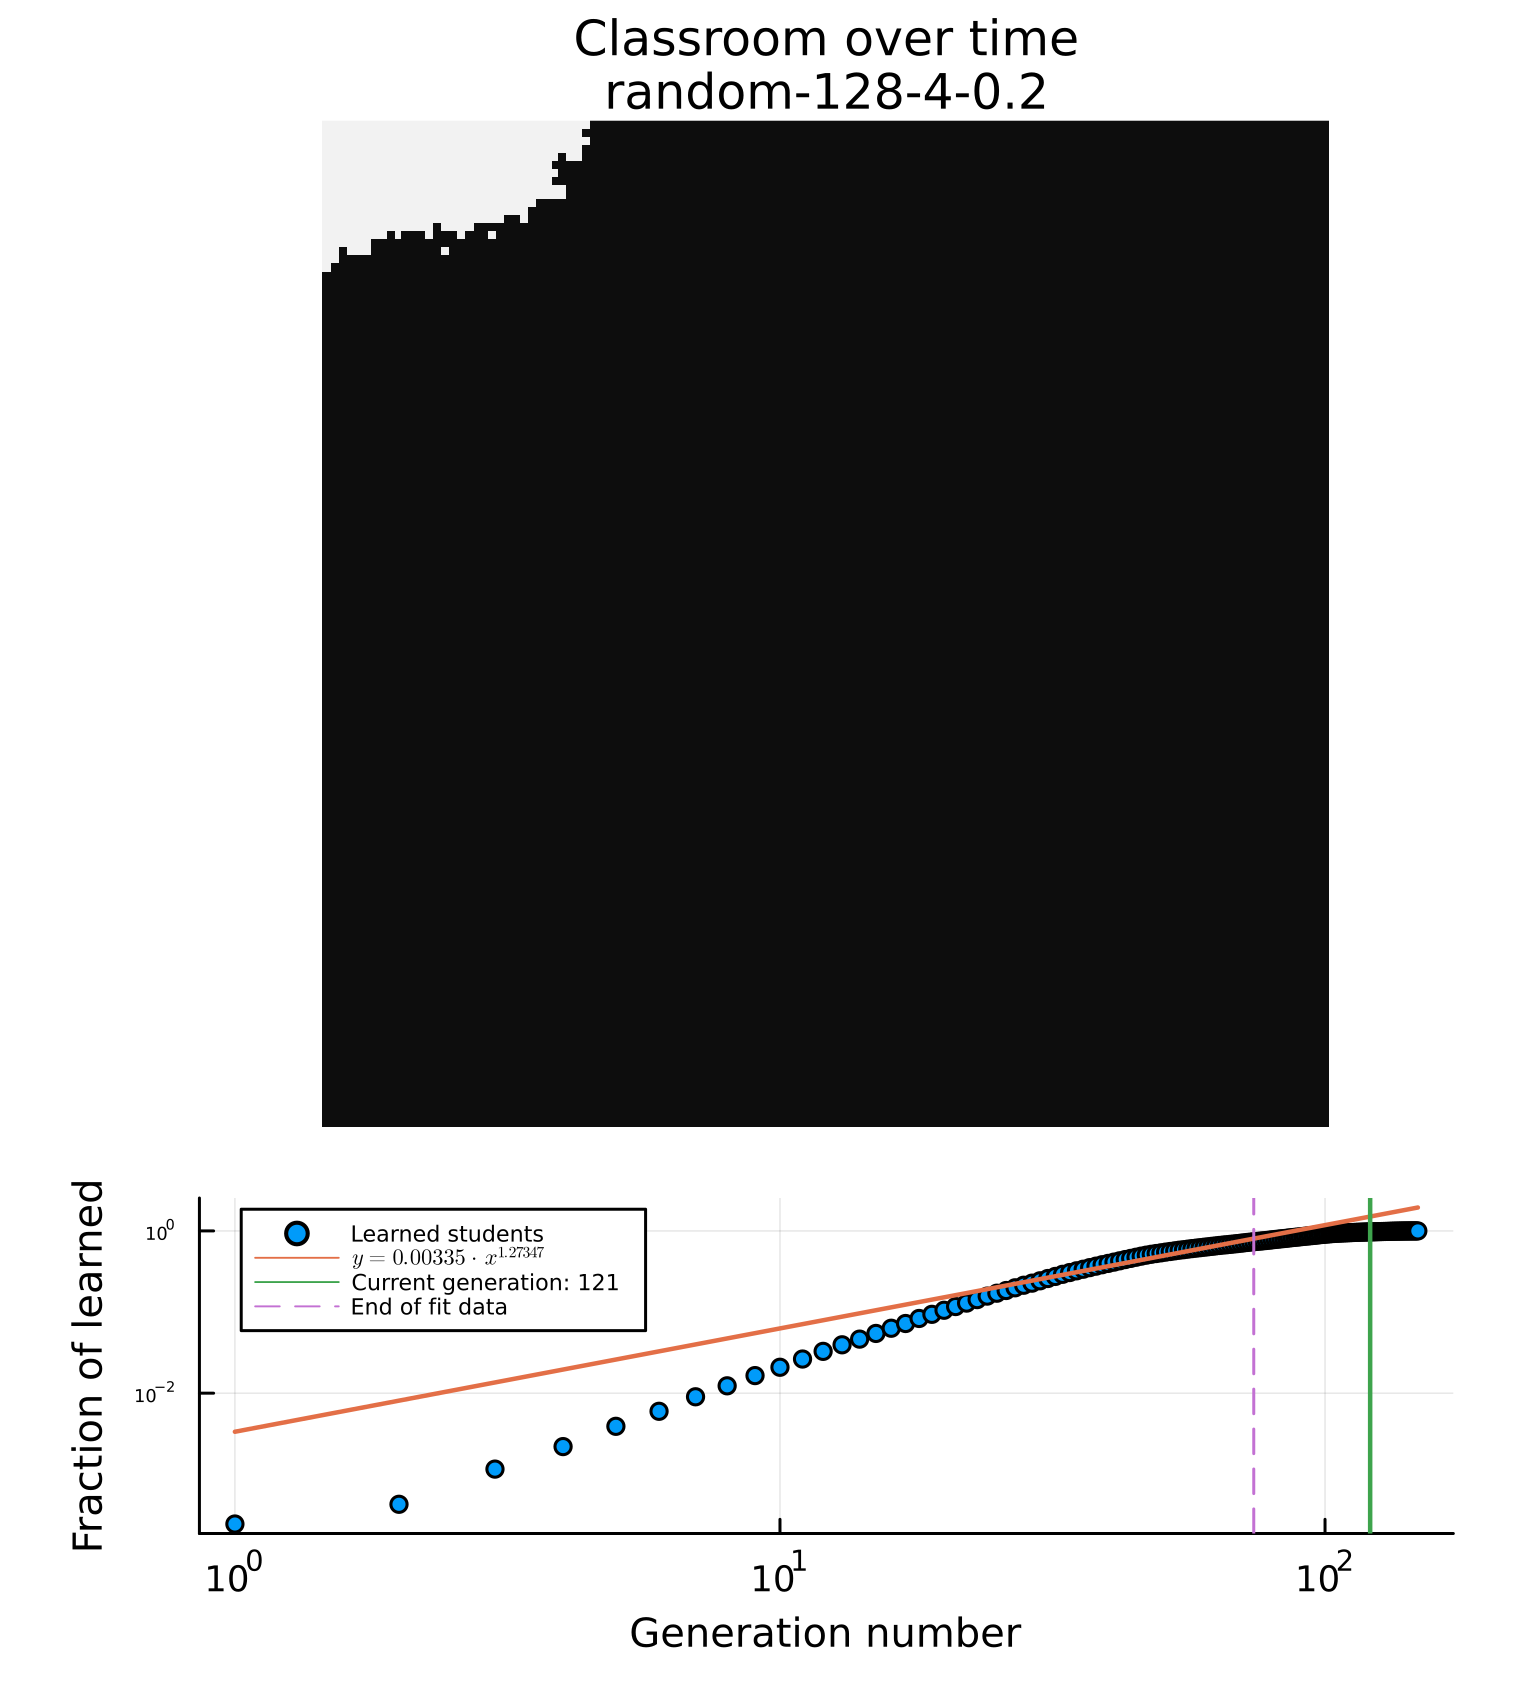 Classroom over time
random-128-4-0.2
Fraction of learned
10^0
10^−2
Learned students
y = 0.00335 · x^1.27347
Current generation: 121
End of fit data
10^0 10^1 10^2
Generation number